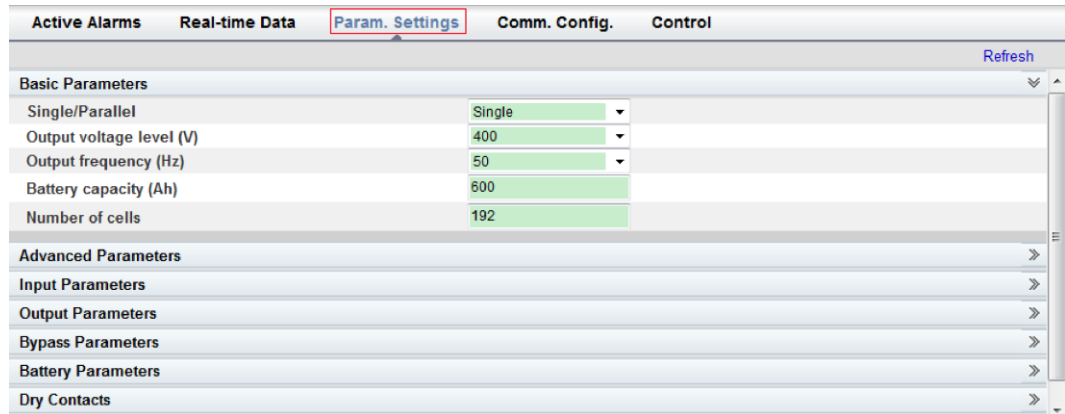 Active Alarms Real-time Data Param. Settings Comm. Config. Control
Refresh
Basic Parameters
Single/Parallel Single
Output voltage level (V) 400
Output frequency (Hz) 50
Battery capacity (Ah) 600
Number of cells 192
Advanced Parameters
Input Parameters
Output Parameters
Bypass Parameters
Battery Parameters
Dry Contacts